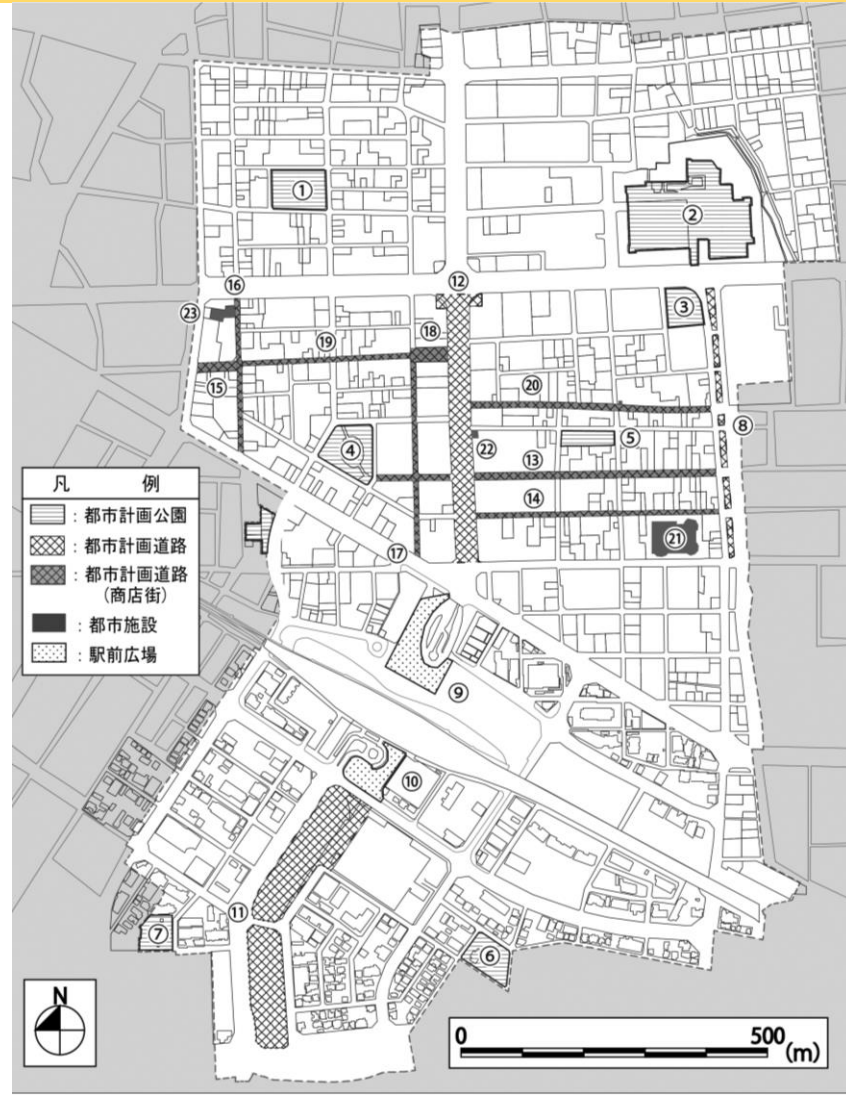 ①
②
⑯
⑫
③
㉓
⑱
⑲
⑮
⑳
⑧
④
㉒
⑤
⑬
⑭
凡 例
：都市計画公園
：都市計画道路
：都市計画道路
(商店街)
：都市施設
：駅前広場
㉑
⑰
⑨
⑩
⑪
⑦
⑥
N
0 500(m)